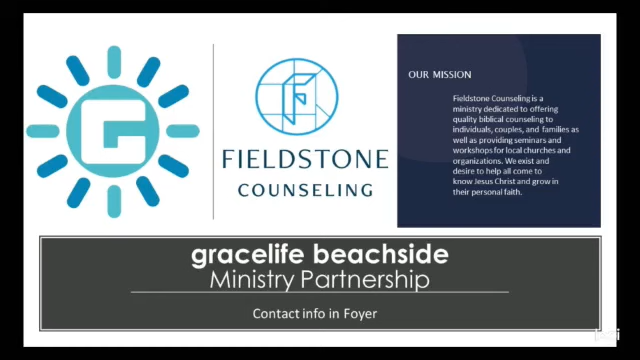 G
F
FIELDSTONE
COUNSELING
OUR MISSION
Fieldstone Counseling is a
ministry dedicated to offering
quality biblical counseling to
individuals, couples, and families as
well as providing seminars and
workshops for local churches and
organizations. We exist and
desire to help all come to
know Jesus Christ and grow in
their personal faith.
gracelife beachside
Ministry Partnership
Contact info in Foyer